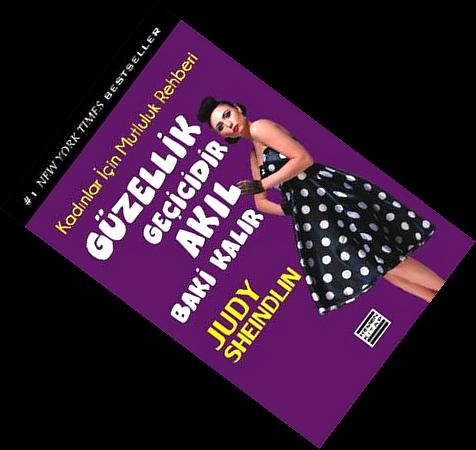 #1 NEW YORK TIMES BESTSELLER
Kadınlar İçin Mutluluk Rehberi
GÜZELLİK
GEÇİCİDİR
AKIL
BAKİ KALIR
JUDY
SHEINDLIN